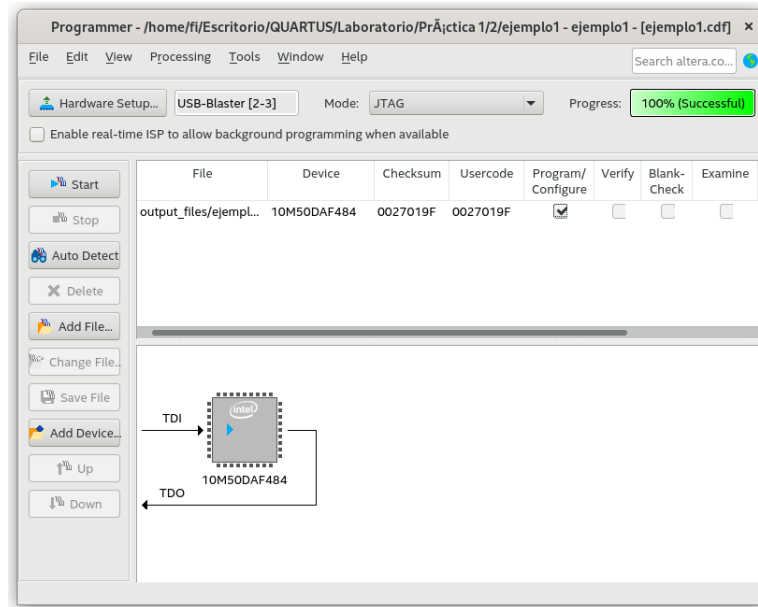 Programmer - /home/fi/Escritorio/QUARTUS/Laboratorio/PrÃ¡ctica 1/2/ejemplo1 - ejemplo1 - [ejemplo1.cdf] ×
File Edit View Processing Tools Window Help
Search altera.co...
Hardware Setup... USB-Blaster [2-3] Mode: JTAG Progress: 100% (Successful)
Enable real-time ISP to allow background programming when available
File Device Checksum Usercode Program/ Verify Blank- Examine
Configure Check
output_files/ejempl... 10M50DAF484 0027019F 0027019F
Start
Stop
Auto Detect
Delete
Add File...
Change File..
Save File
Add Device..
Up
Down
TDI
intel
10M50DAF484
TDO